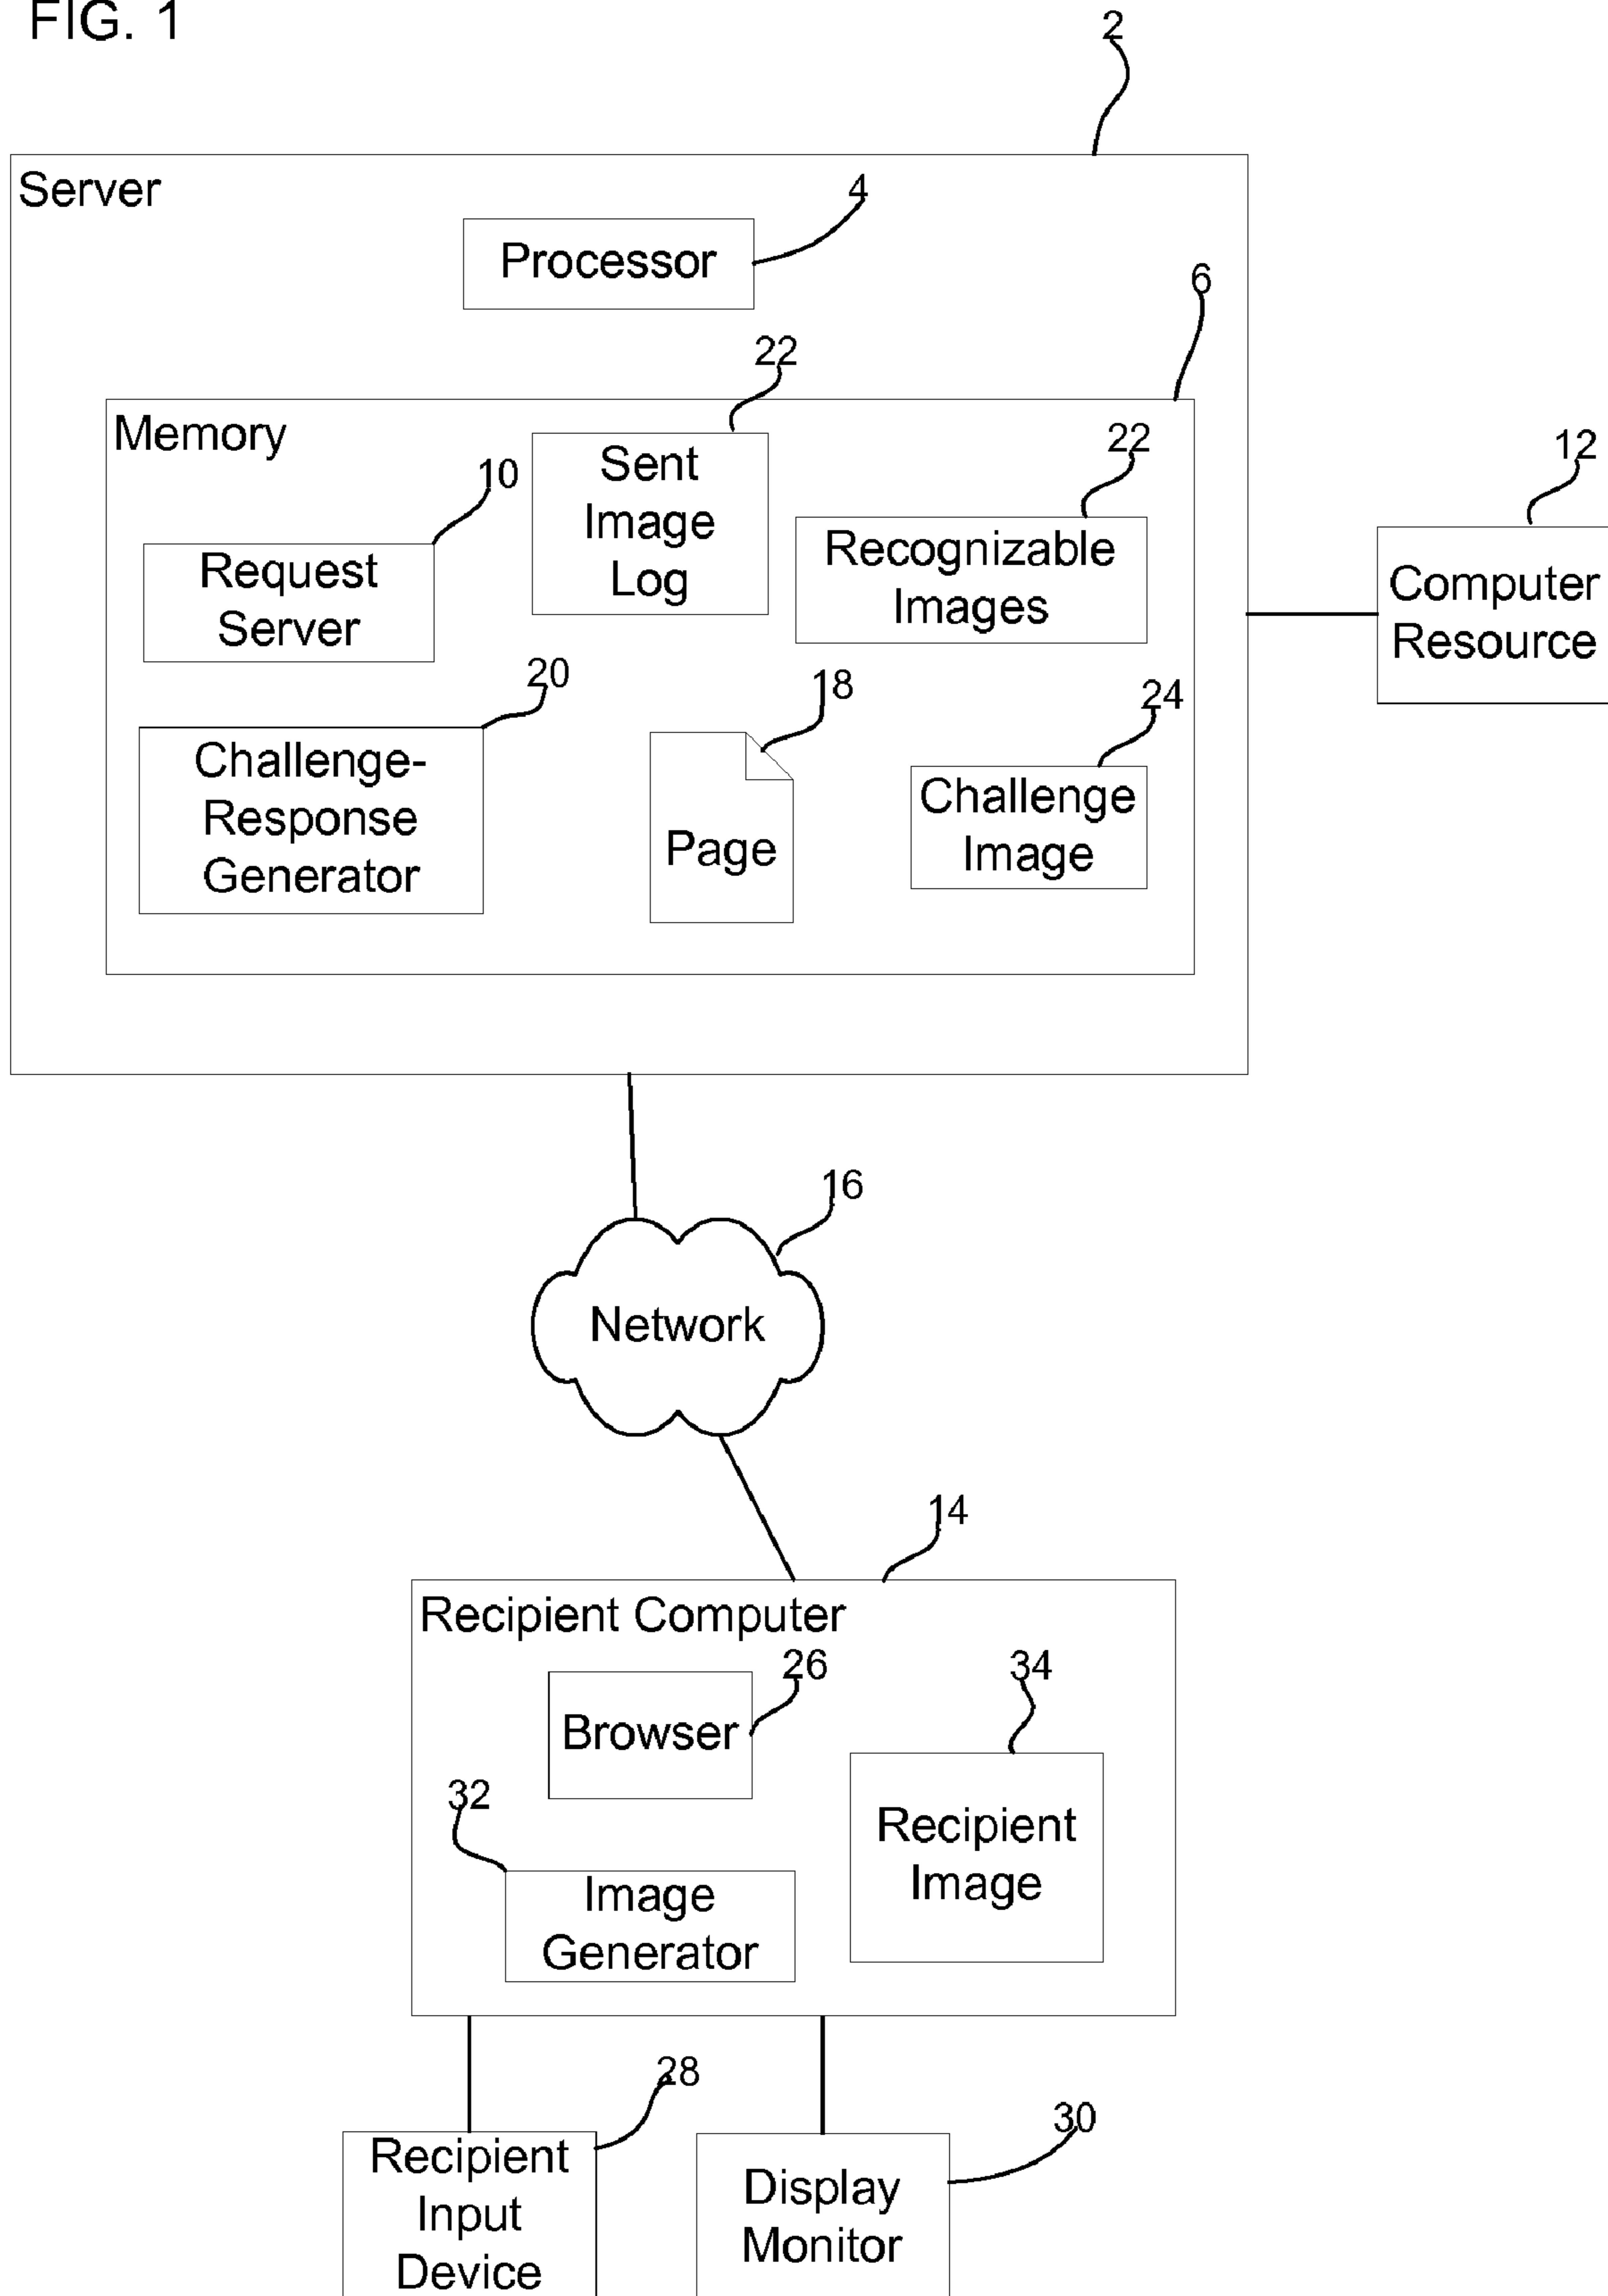 FIG. 1
2
Server
4
Processor
6
22
Memory
Sent
Image
Log
22
Recognizable
Images
10
Request
Server
12
Computer
Resource
20
Challenge-
Response
Generator
18
Page
24
Challenge
Image
16
Network
14
Recipient Computer
26
Browser
34
Recipient
Image
32
Image
Generator
28
Recipient
Input
Device
30
Display
Monitor